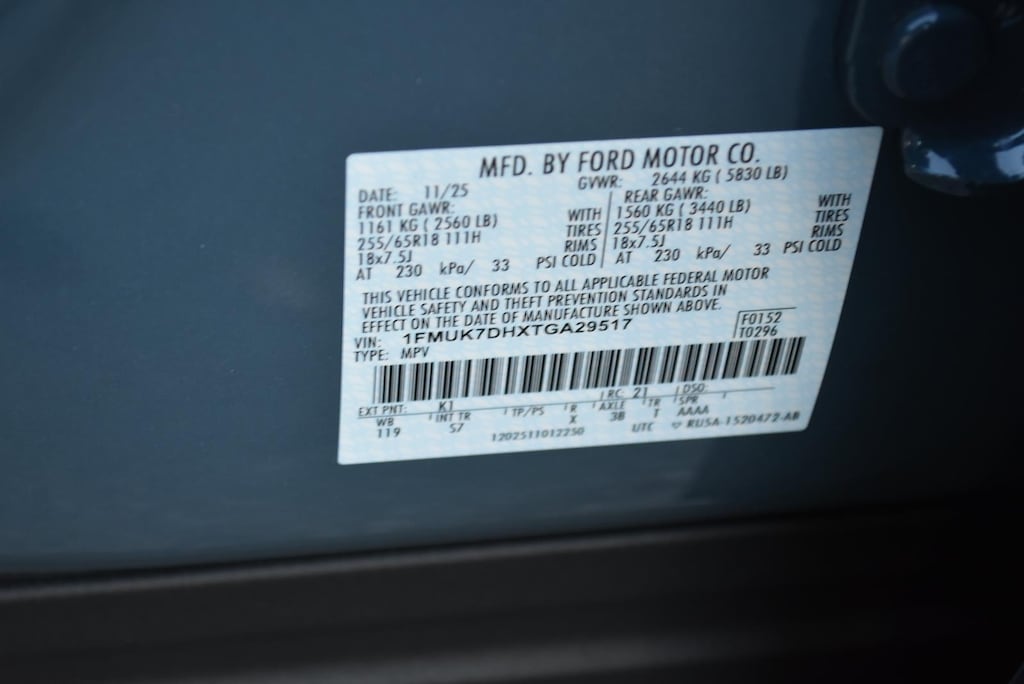 MFD. BY FORD MOTOR CO.
DATE: 11/25 GVWR: 2644 KG ( 5830 LB)
FRONT GAWR: REAR GAWR:
1161 KG ( 2560 LB) WITH 1560 KG ( 3440 LB) WITH
255/65R18 111H TIRES 255/65R18 111H TIRES
18x7.5J RIMS 18x7.5J RIMS
AT 230 kPa/ 33 PSI COLD AT 230 kPa/ 33 PSI COLD
THIS VEHICLE CONFORMS TO ALL APPLICABLE FEDERAL MOTOR
VEHICLE SAFETY AND THEFT PREVENTION STANDARDS IN
EFFECT ON THE DATE OF MANUFACTURE SHOWN ABOVE.
VIN: 1FMUK7DHXTGA29517 F0152
TYPE: MPV T0296
EXT PNT: K1 RC: 21 DSO:
WB INT TR TP/PS R AXLE TR SPR
119 S7 X 3B T AAAA
1202511012250 UTC RU5A-1520472-AB